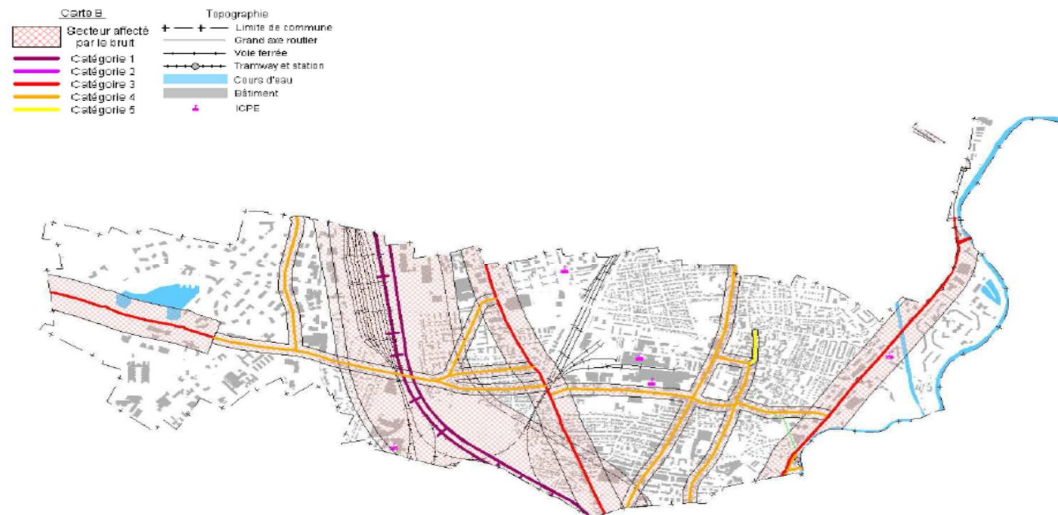 Carte B
Secteur affecté
par le bruit
Catégorie 1
Catégorie 2
Catégorie 3
Catégorie 4
Catégorie 5
Topographie
Limite de commune
Grand axe routier
Voie ferrée
Tramway et station
Cours d'eau
Bâtiment
ICPE